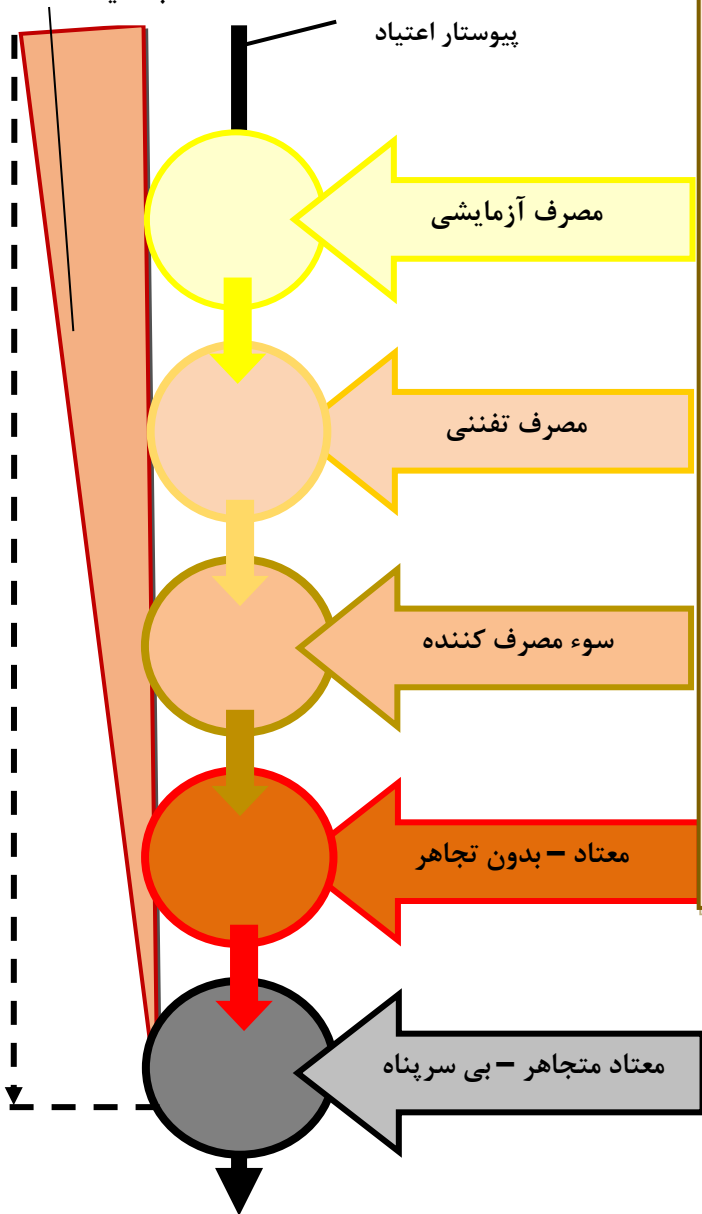 پیوستار اعتیاد
مصرف آزمایشی
مصرف تفننی
سوء مصرف کننده
معتاد – بدون تجاهر
معتاد متجاهر – بی سرپناه